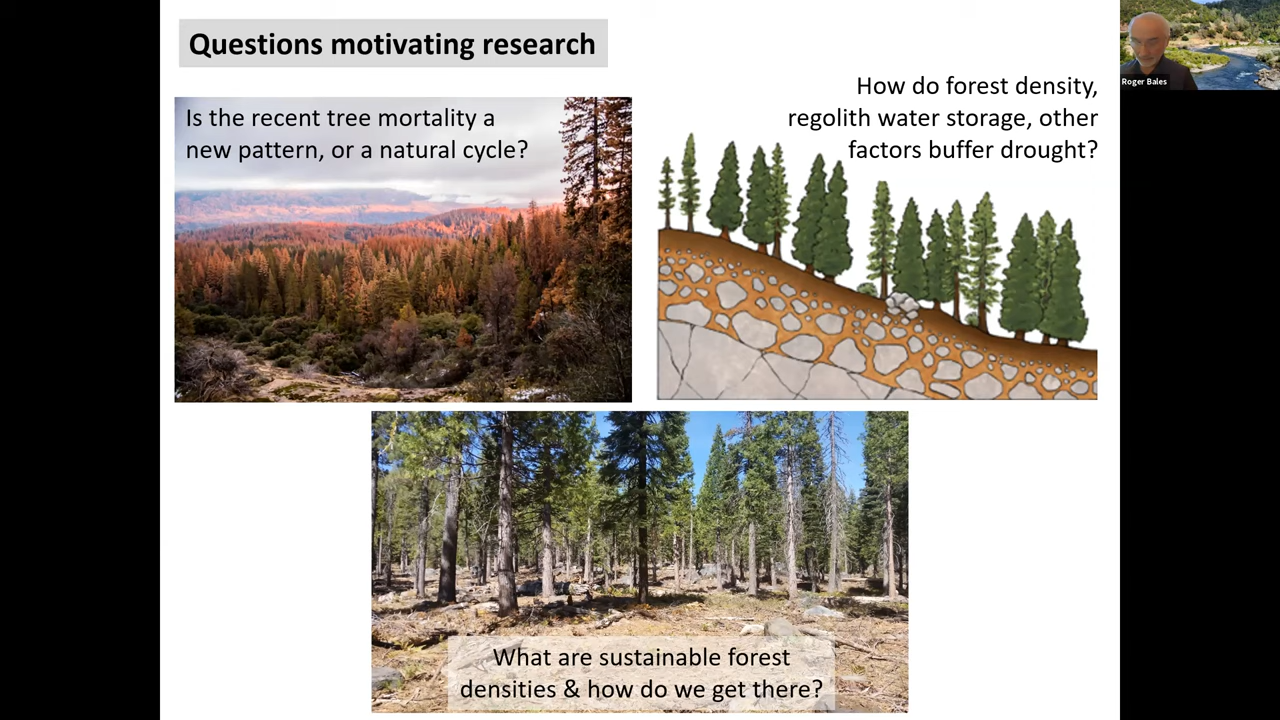 Questions motivating research
Is the recent tree mortality a
new pattern, or a natural cycle?
How do forest density,
regolith water storage, other
factors buffer drought?
What are sustainable forest
densities & how do we get there?
Roger Bales